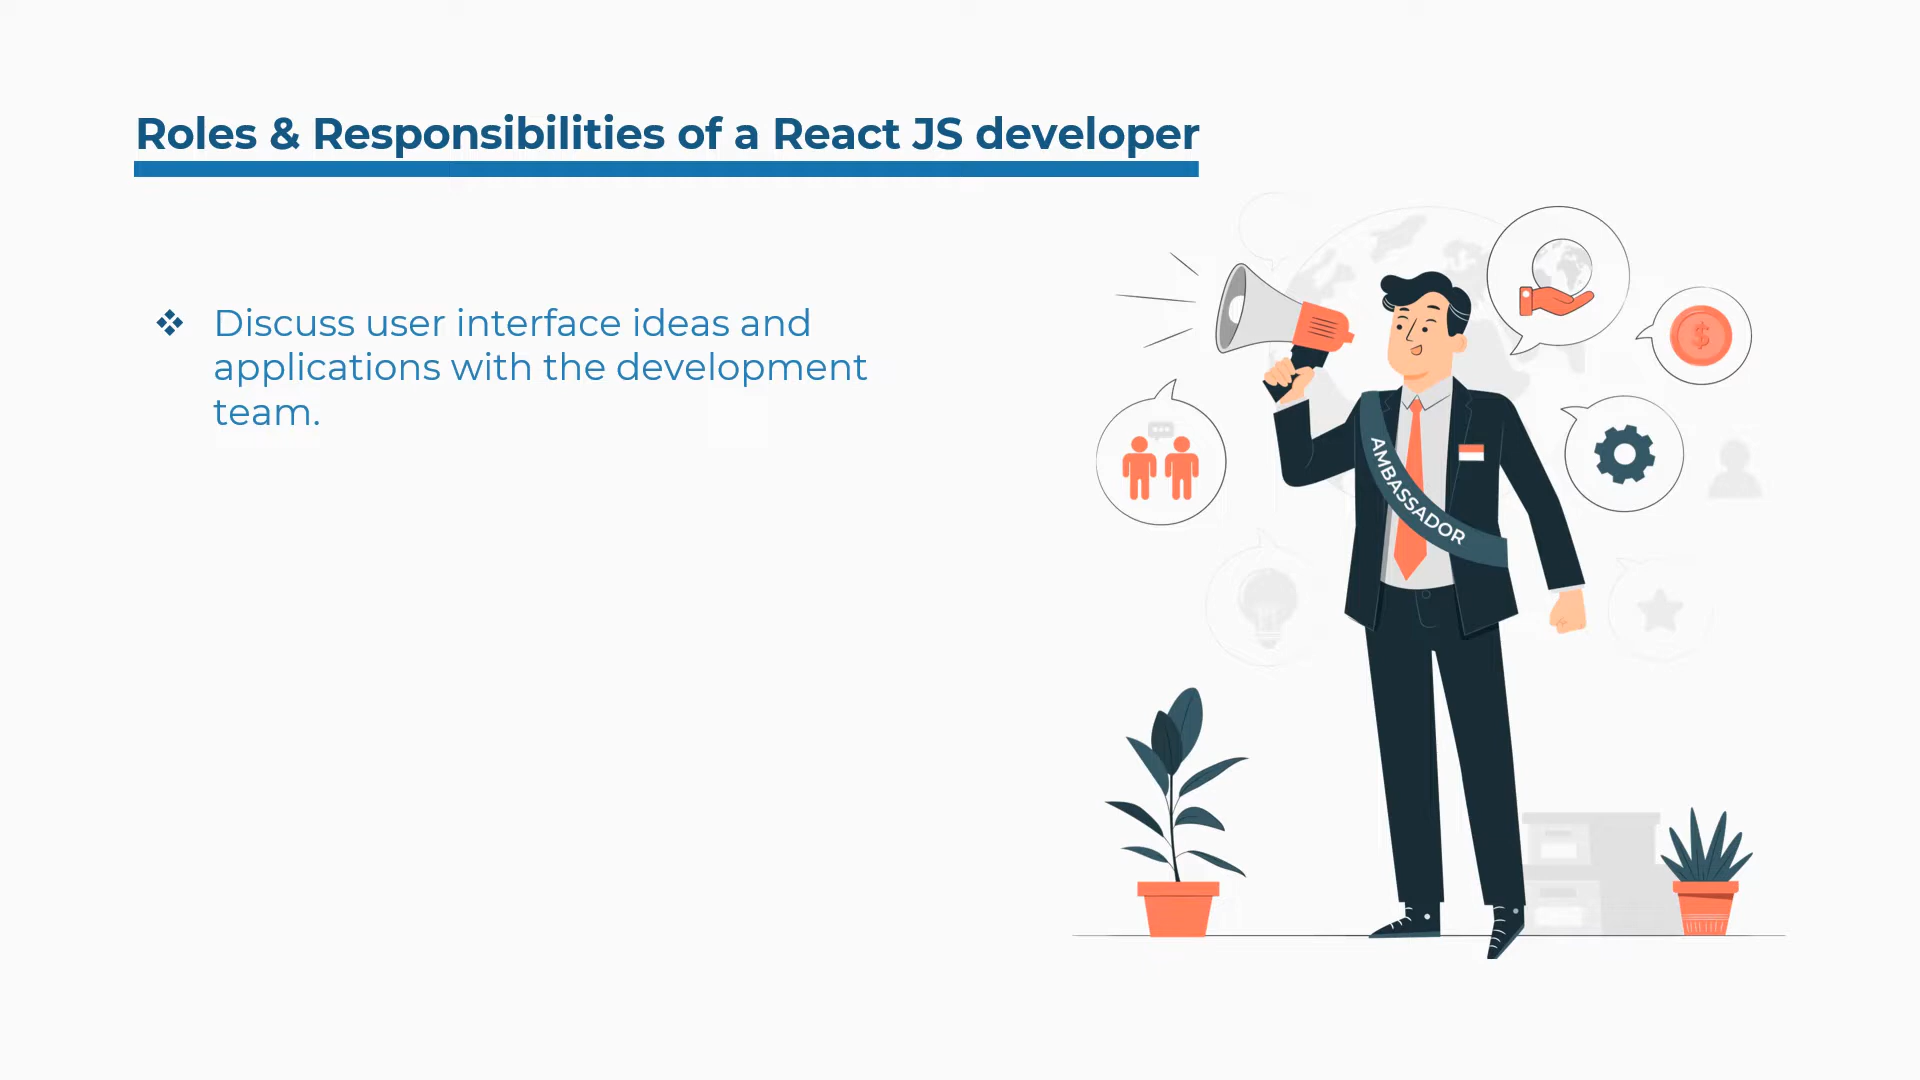 Roles & Responsibilities of a React JS developer
❖ Discuss user interface ideas and
applications with the development
team.
AMBASSADOR
$